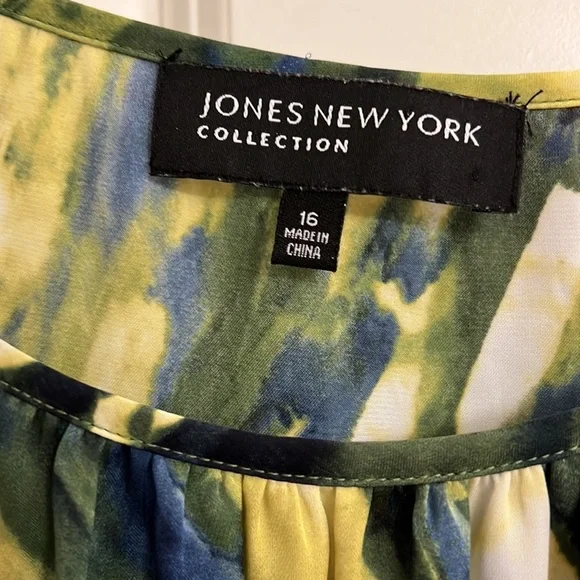 JONES NEW YORK
COLLECTION
16
MADE IN
CHINA